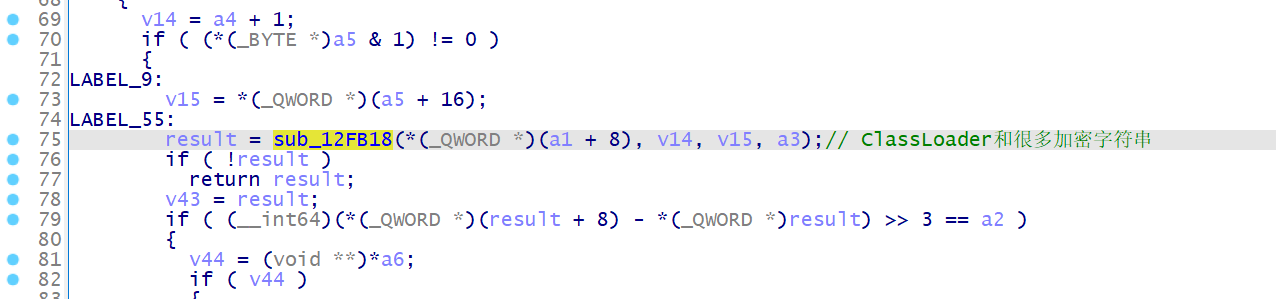 68 {
69 v14 = a4 + 1;
70 if ( (*(_BYTE *)a5 & 1) != 0 )
71 {
72 LABEL_9:
73 v15 = *(_QWORD *)(a5 + 16);
74 LABEL_55:
75 result = sub_12FB18(*(_QWORD *)(a1 + 8), v14, v15, a3);// ClassLoader和很多加密字符串
76 if ( !result )
77 return result;
78 v43 = result;
79 if ( (__int64)(*(_QWORD *)(result + 8) - *(_QWORD *)result) >> 3 == a2 )
80 {
81 v44 = (void **)*a6;
82 if ( v44 )
83 {